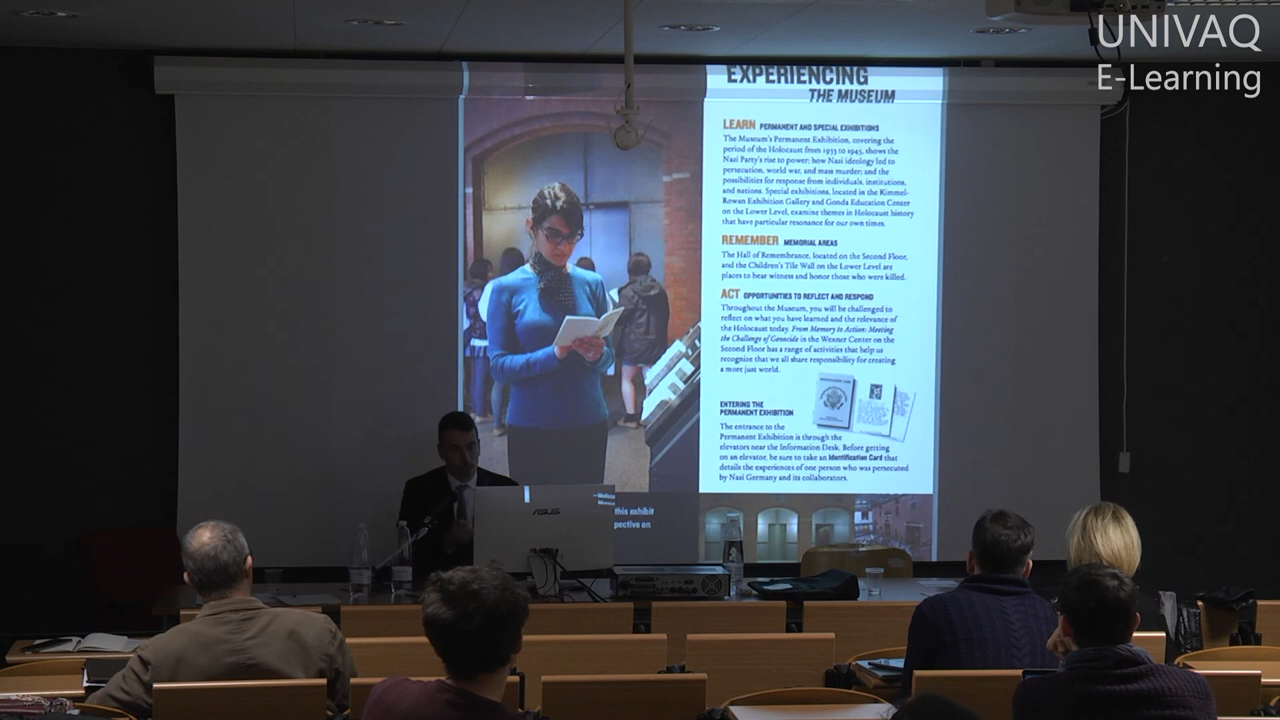 UNIVAQ
E-Learning
EXPERIENCING
THE MUSEUM
LEARN PERMANENT AND SPECIAL EXHIBITIONS
The Museum's Permanent Exhibition, covering the
period of the Holocaust from 1933 to 1945, shows the
Nazi Party's rise to power; how Nazi ideology led to
persecution, world war, and mass murder; and the
possibilities for response from individuals, institutions,
and nations. Special exhibitions, located in the Kimmel-
Rowan Exhibition Gallery and Gonda Education Center
on the Lower Level, examine themes in Holocaust history
that have particular resonance for our own times.
REMEMBER MEMORIAL AREAS
The Hall of Remembrance, located on the Second Floor,
and the Children's Tile Wall on the Lower Level are
places to bear witness and honor those who were killed.
ACT OPPORTUNITIES TO REFLECT AND RESPOND
Throughout the Museum, you will be challenged to
reflect on what you have learned and the relevance of
the Holocaust today. From Memory to Action: Meeting
the Challenge of Genocide in the Wexner Center on the
Second Floor has a range of activities that help us
recognize that we all share responsibility for creating
a more just world.
ENTERING THE
PERMANENT EXHIBITION
The entrance to the
Permanent Exhibition is through the
elevators near the Information Desk. Before getting
on an elevator, be sure to take an Identification Card that
details the experiences of one person who was persecuted
by Nazi Germany and its collaborators.
this exhibit
pective on
ASUS